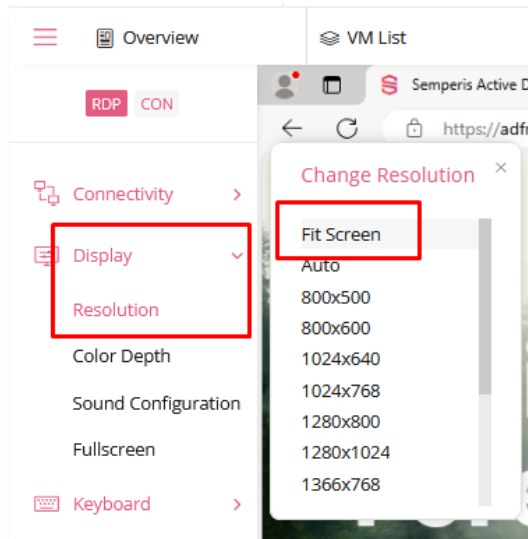 Overview
VM List
RDP CON
Semperis Active D
https://adf
Connectivity
Display
Resolution
Color Depth
Sound Configuration
Fullscreen
Keyboard
Change Resolution
Fit Screen
Auto
800x500
800x600
1024x640
1024x768
1280x800
1280x1024
1366x768